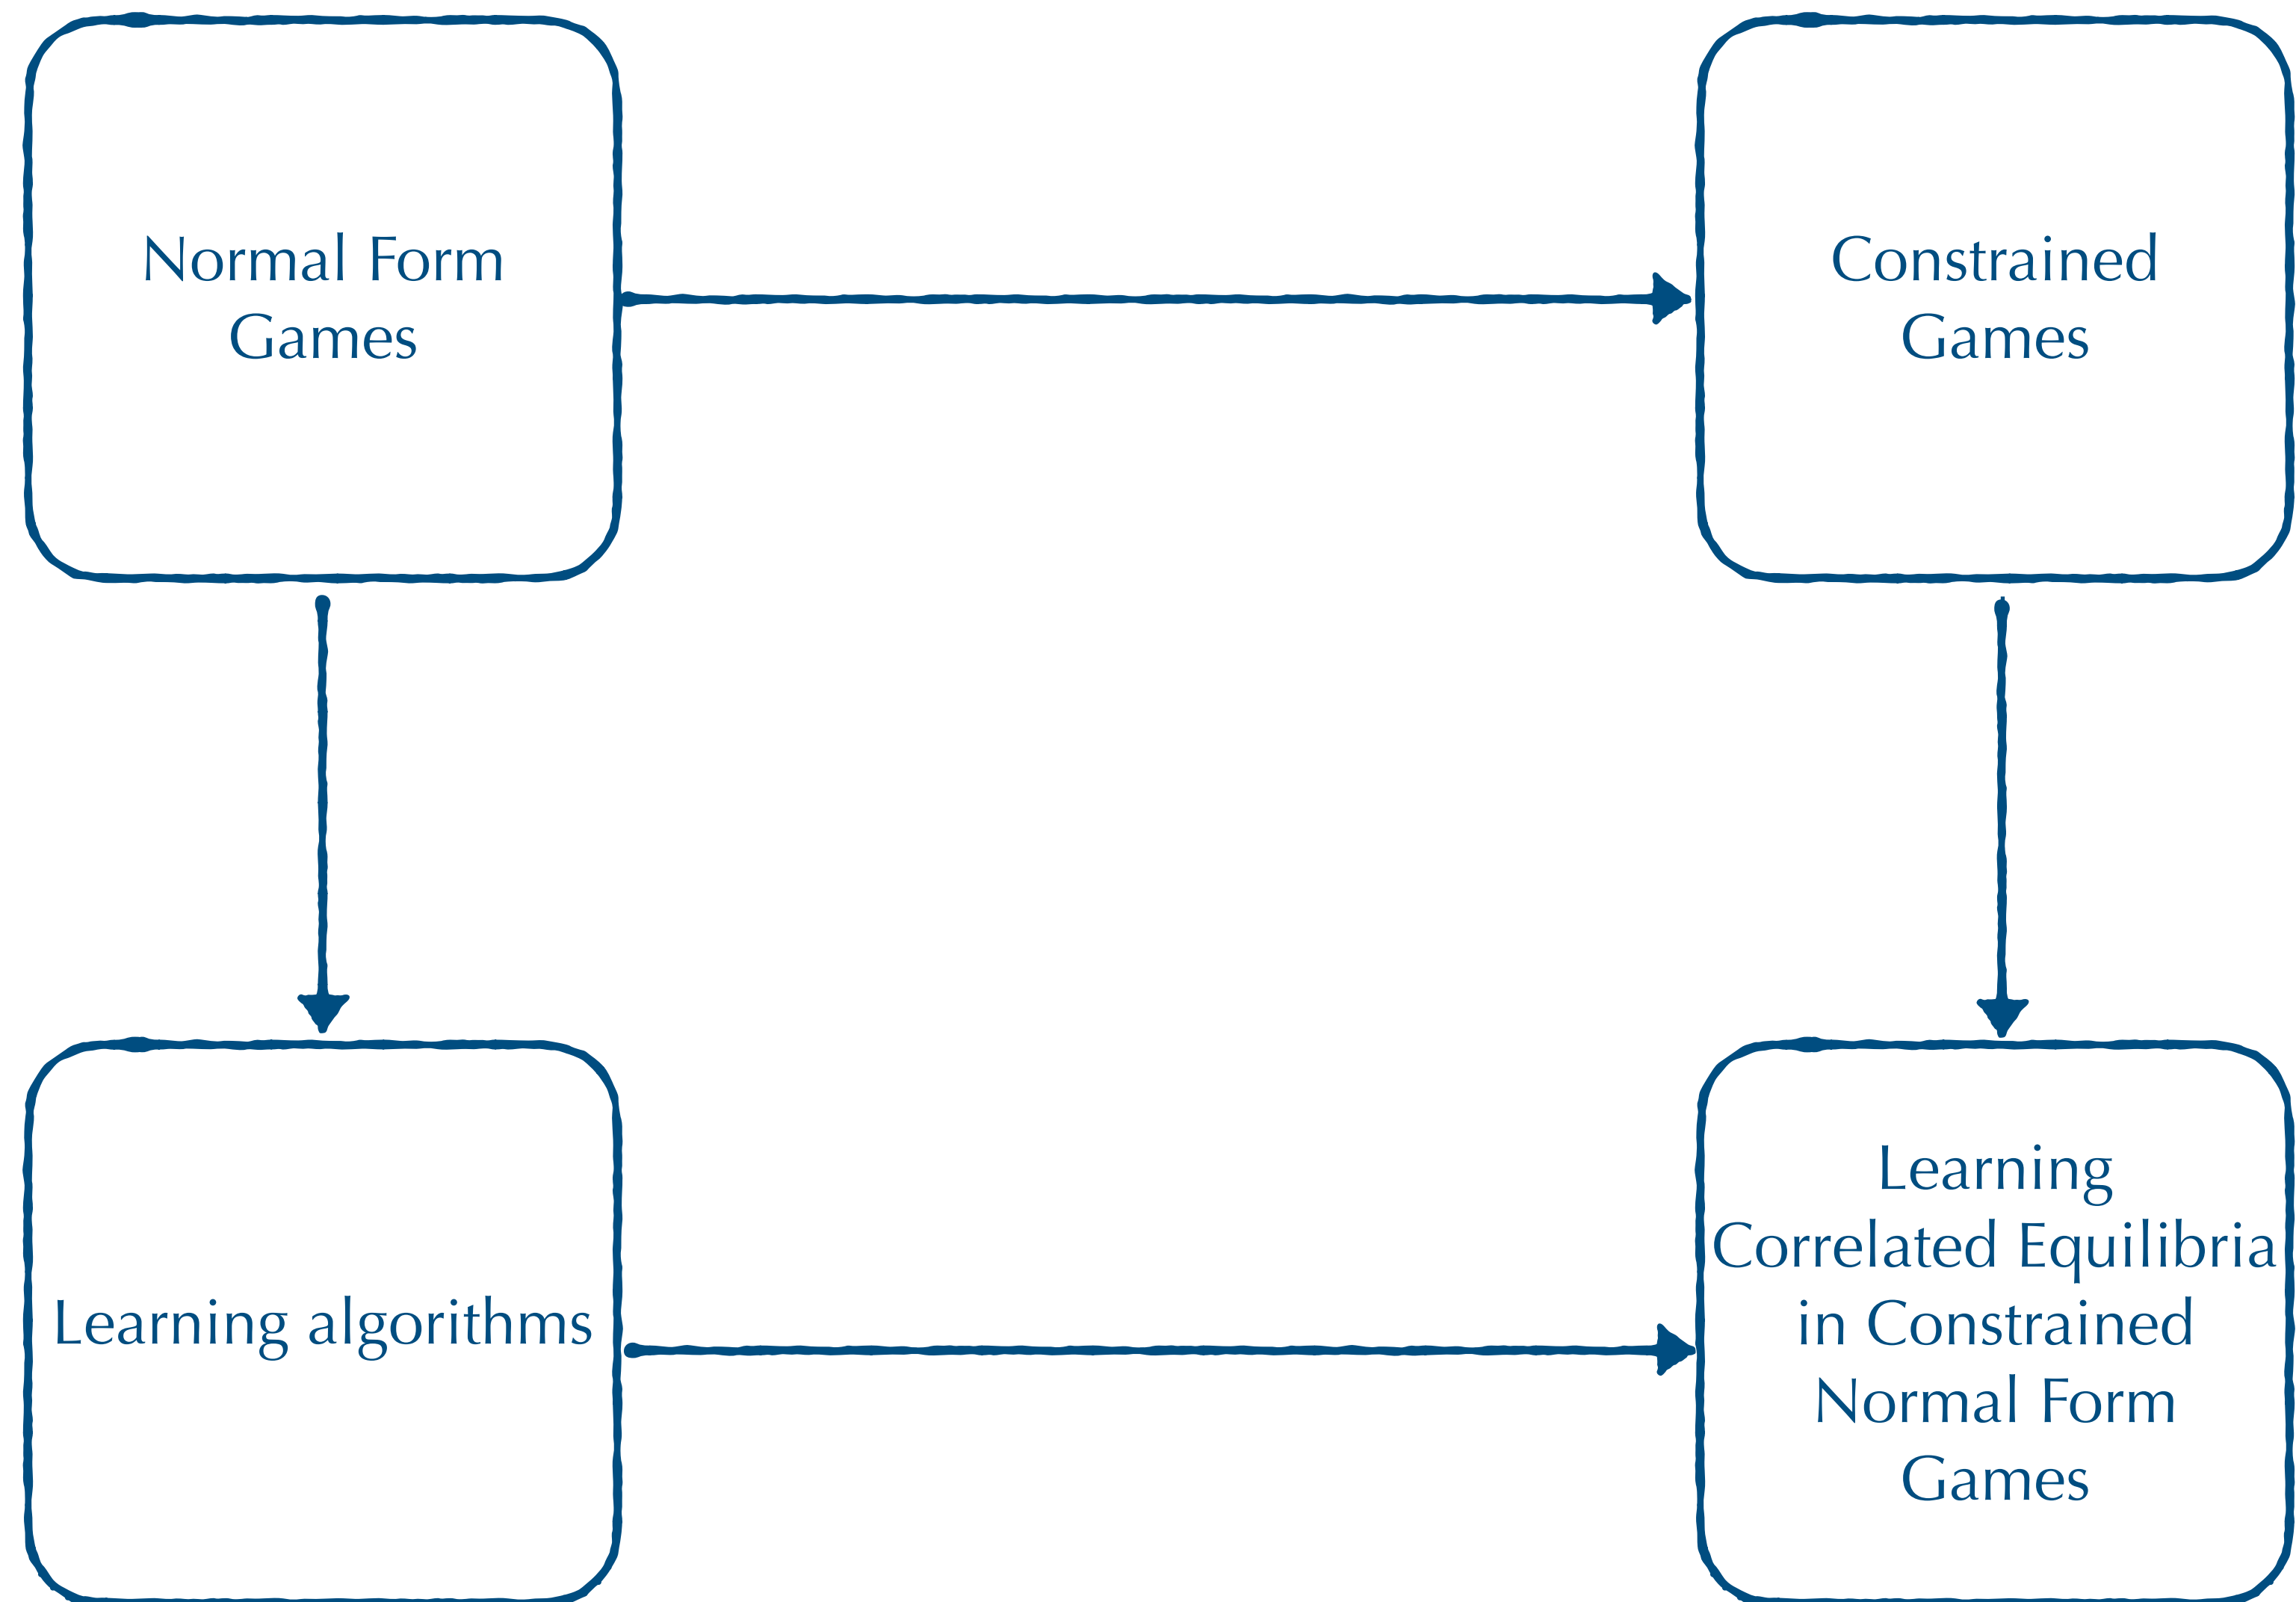 Normal Form
Games
Constrained
Games
Learning algorithms
Learning
Correlated Equilibria
in Constrained
Normal Form
Games